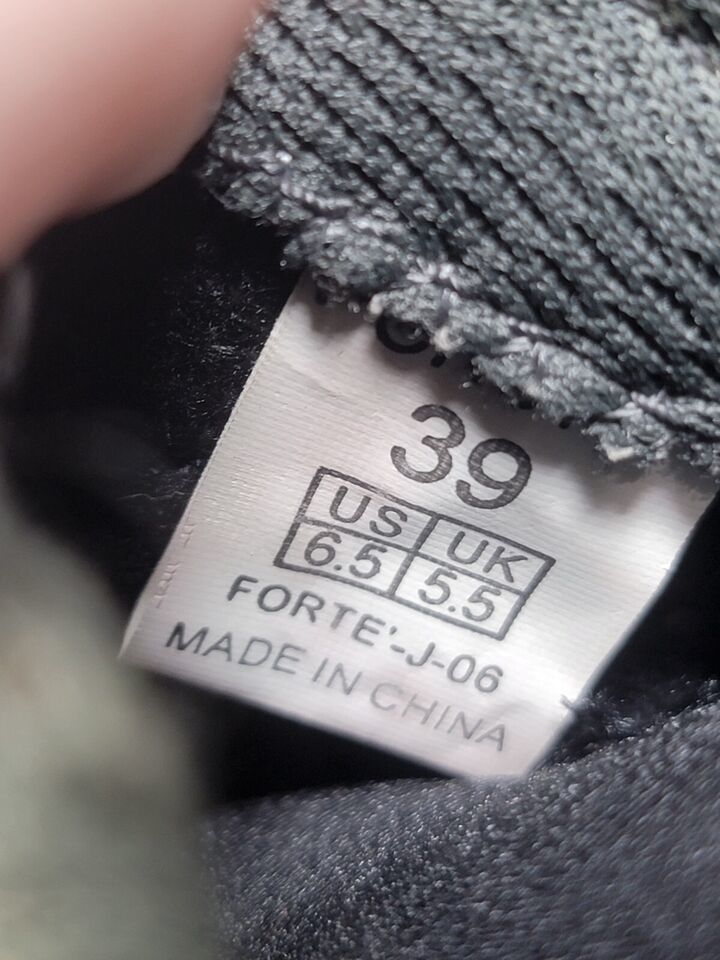 39
US UK
6.5 5.5
FORTE'-J-06
MADE IN CHINA